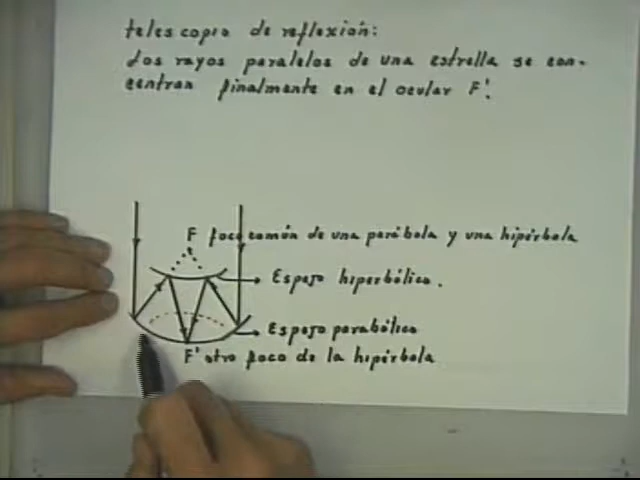 telescopio de reflexión:
Los rayos paralelos de una estrella se con-
centran finalmente en el ocular F'.
F foco común de una parábola y una hipérbola
Espejo hiperbólico.
Espejo parabólico
F' otro foco de la hipérbola